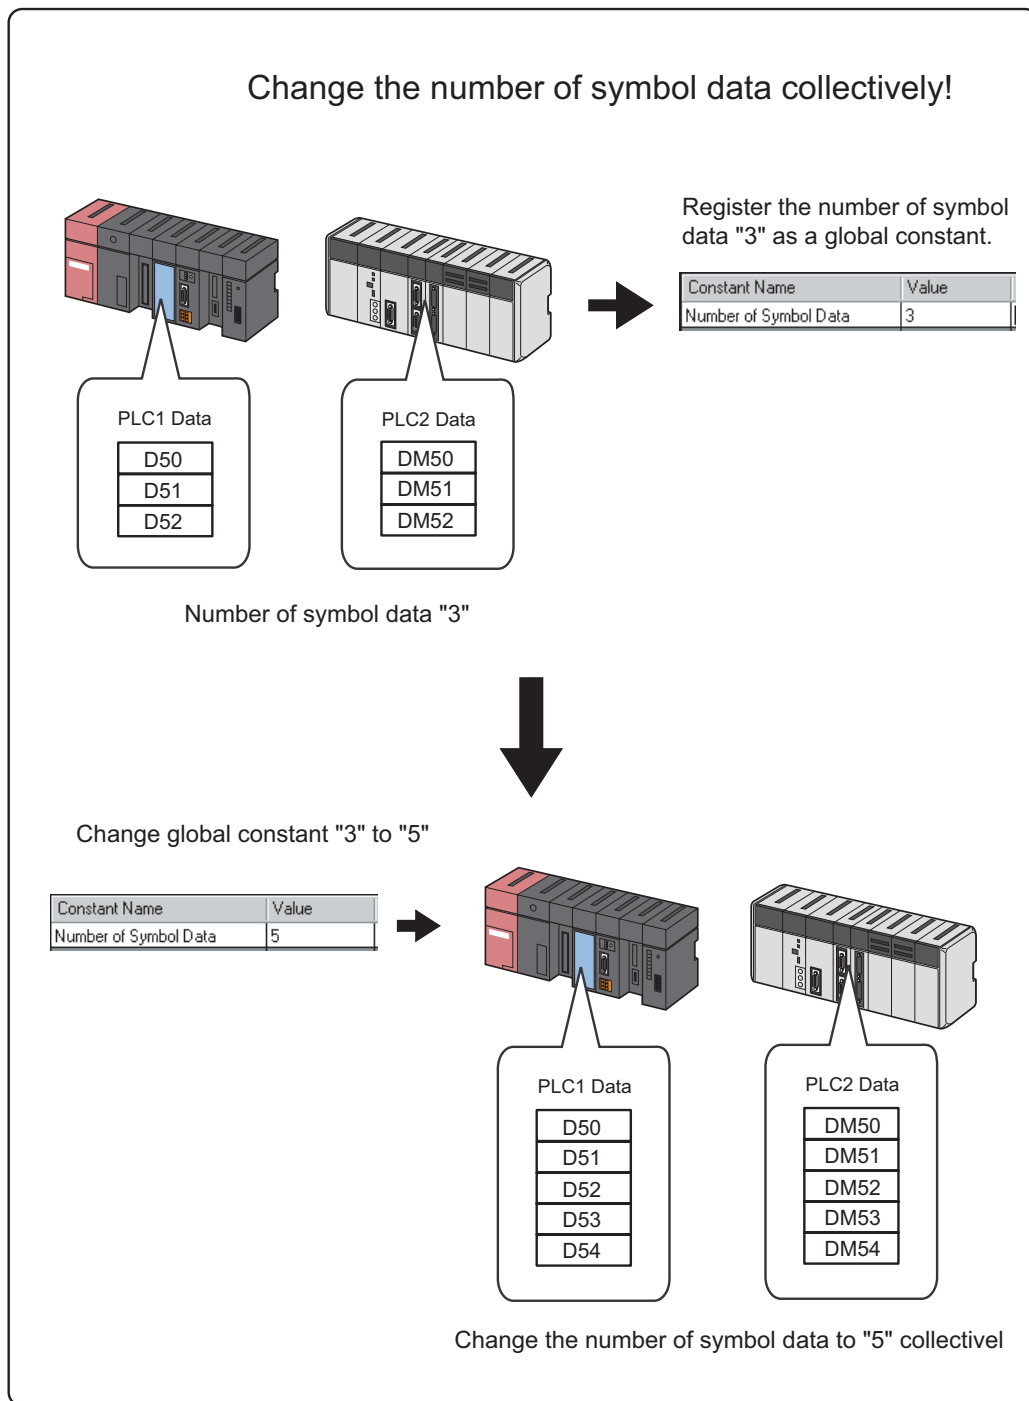 Change the number of symbol data collectively!
Register the number of symbol
data "3" as a global constant.
Constant Name Value
Number of Symbol Data 3
PLC1 Data
D50
D51
D52
PLC2 Data
DM50
DM51
DM52
Number of symbol data "3"
Change global constant "3" to "5"
Constant Name Value
Number of Symbol Data 5
PLC1 Data
D50
D51
D52
D53
D54
PLC2 Data
DM50
DM51
DM52
DM53
DM54
Change the number of symbol data to "5" collectivel